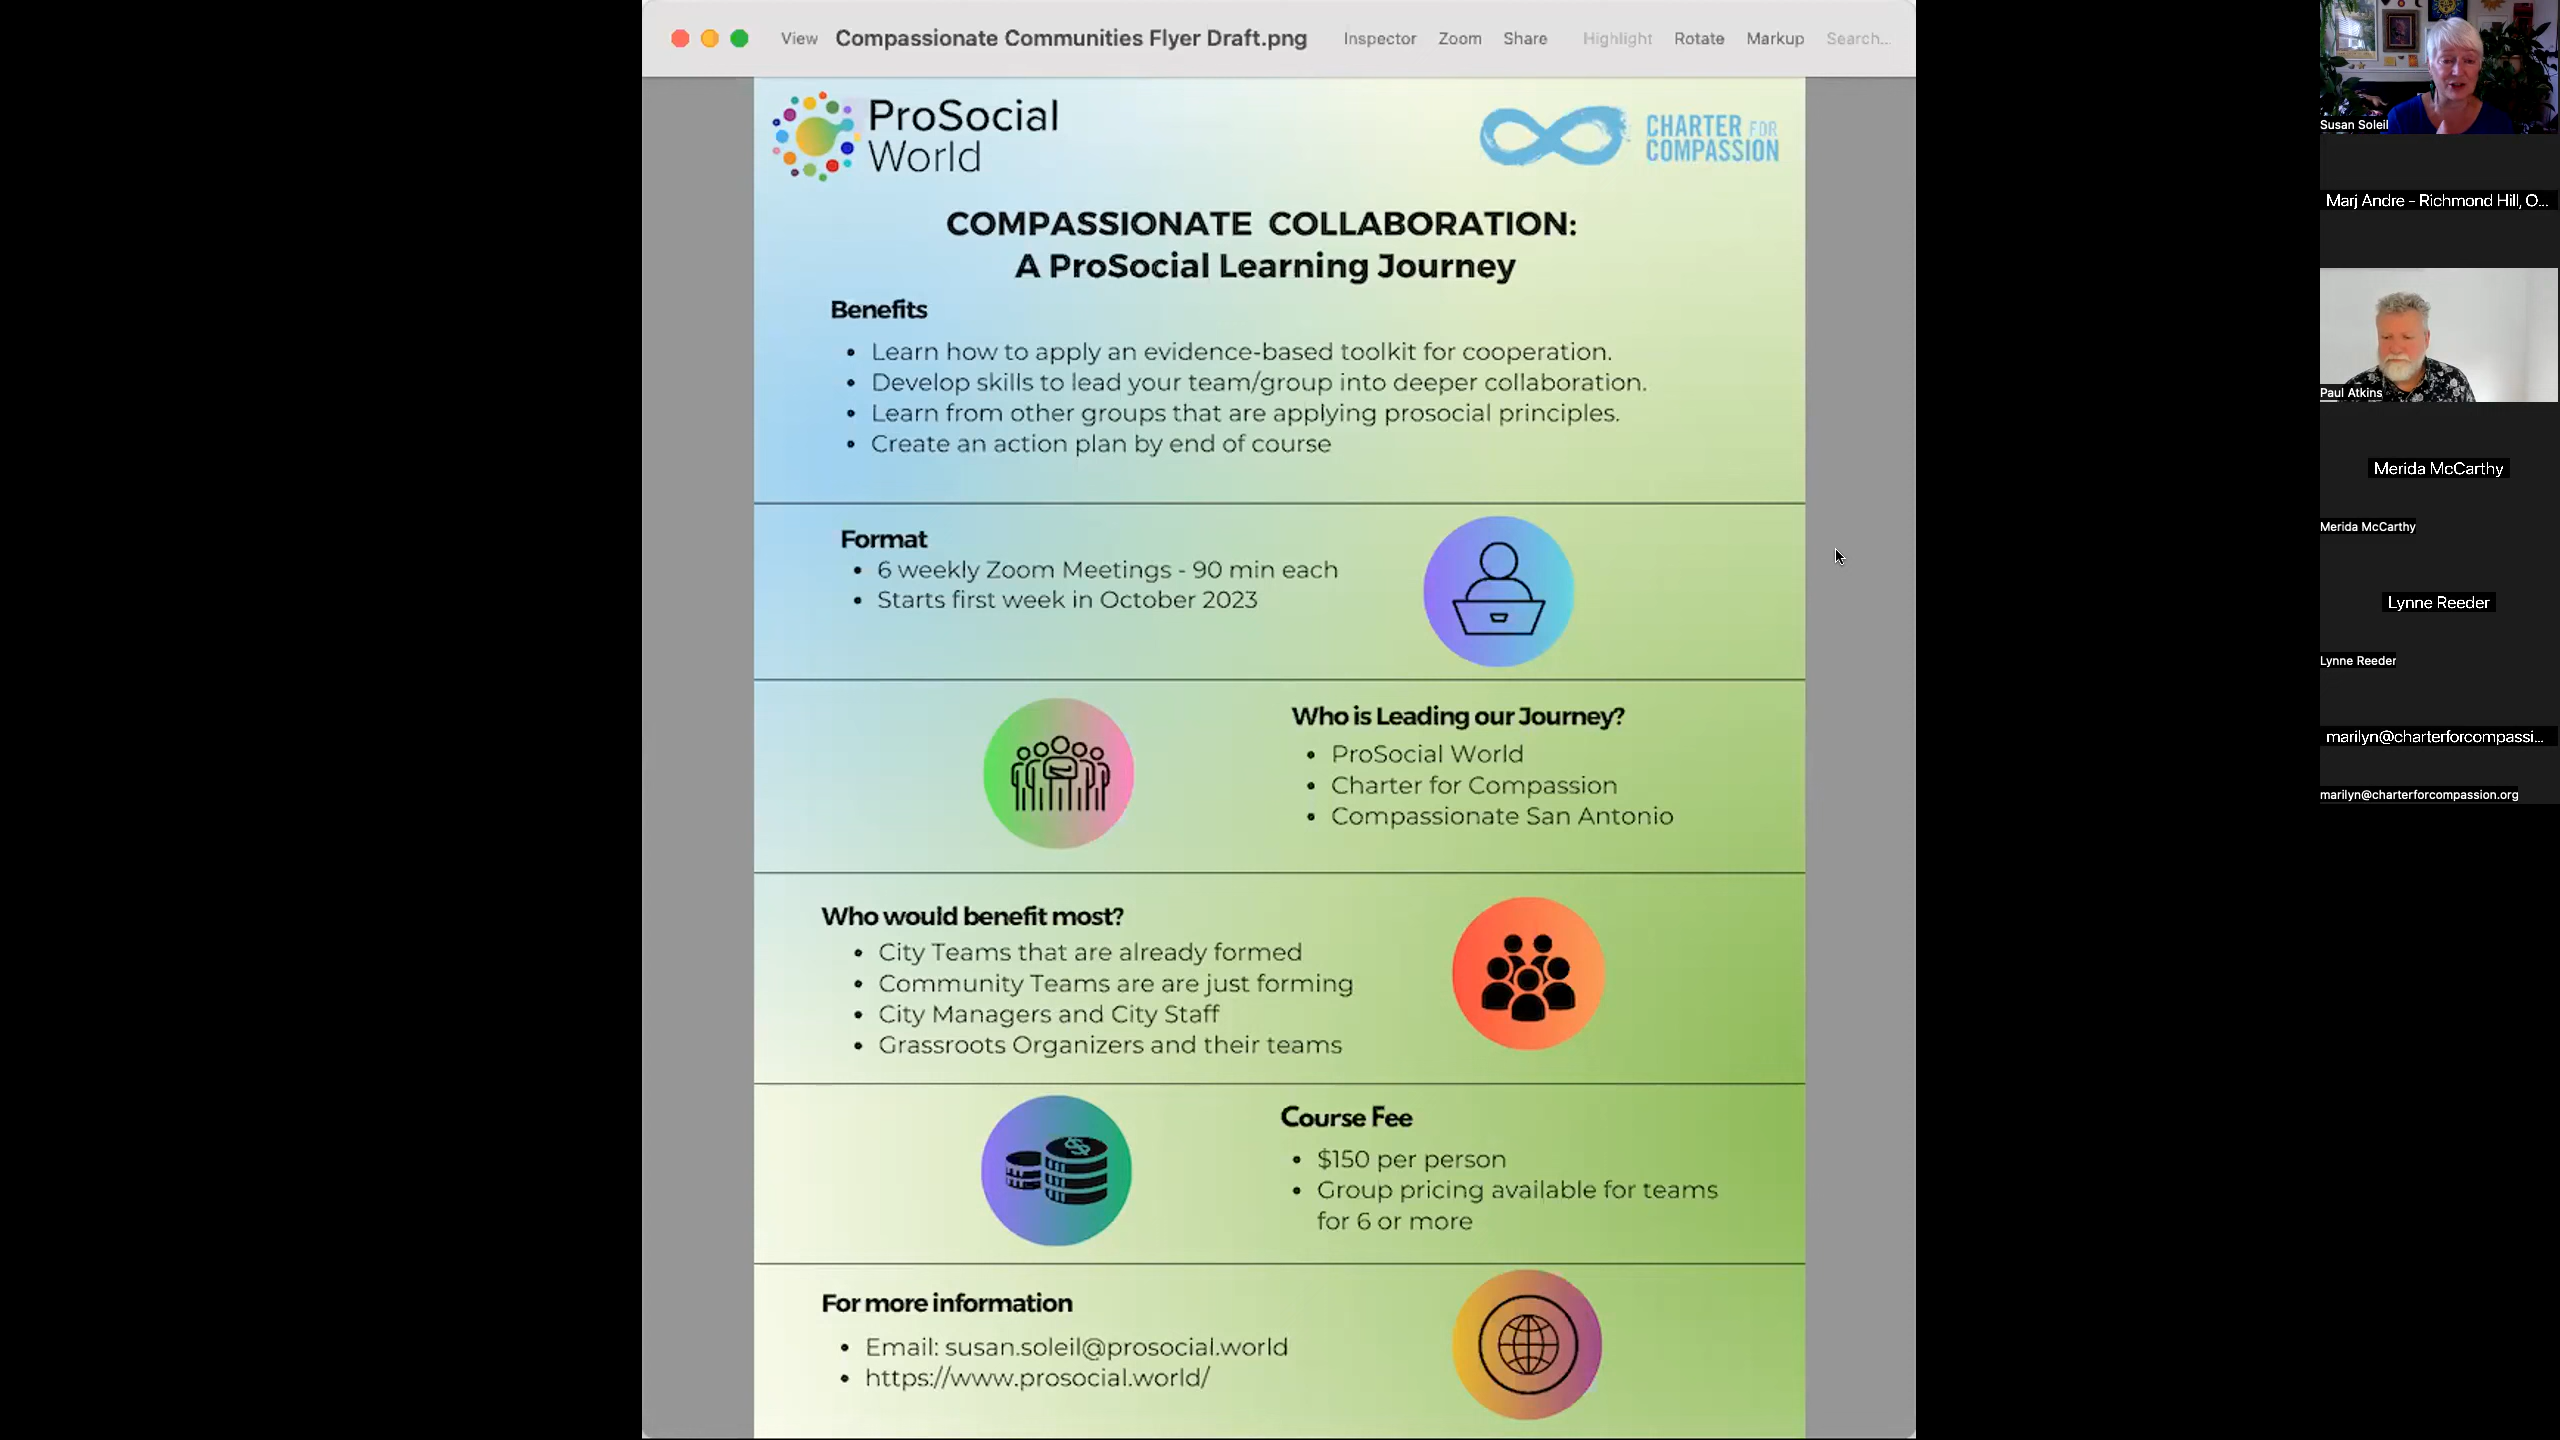 View Compassionate Communities Flyer Draft.png Inspector Zoom Share Highlight Rotate Markup Search...
ProSocial
World
CHARTER FOR
COMPASSION
COMPASSIONATE COLLABORATION:
A ProSocial Learning Journey
Benefits
• Learn how to apply an evidence-based toolkit for cooperation.
• Develop skills to lead your team/group into deeper collaboration.
• Learn from other groups that are applying prosocial principles.
• Create an action plan by end of course
Format
• 6 weekly Zoom Meetings - 90 min each
• Starts first week in October 2023
Who is Leading our Journey?
• ProSocial World
• Charter for Compassion
• Compassionate San Antonio
Who would benefit most?
• City Teams that are already formed
• Community Teams are are just forming
• City Managers and City Staff
• Grassroots Organizers and their teams
Course Fee
• $150 per person
• Group pricing available for teams
for 6 or more
For more information
• Email: susan.soleil@prosocial.world
• https://www.prosocial.world/
Susan Soleil
Marj Andre - Richmond Hill, O...
Paul Atkins
Merida McCarthy
Merida McCarthy
Lynne Reeder
Lynne Reeder
marilyn@charterforcompassi...
marilyn@charterforcompassion.org